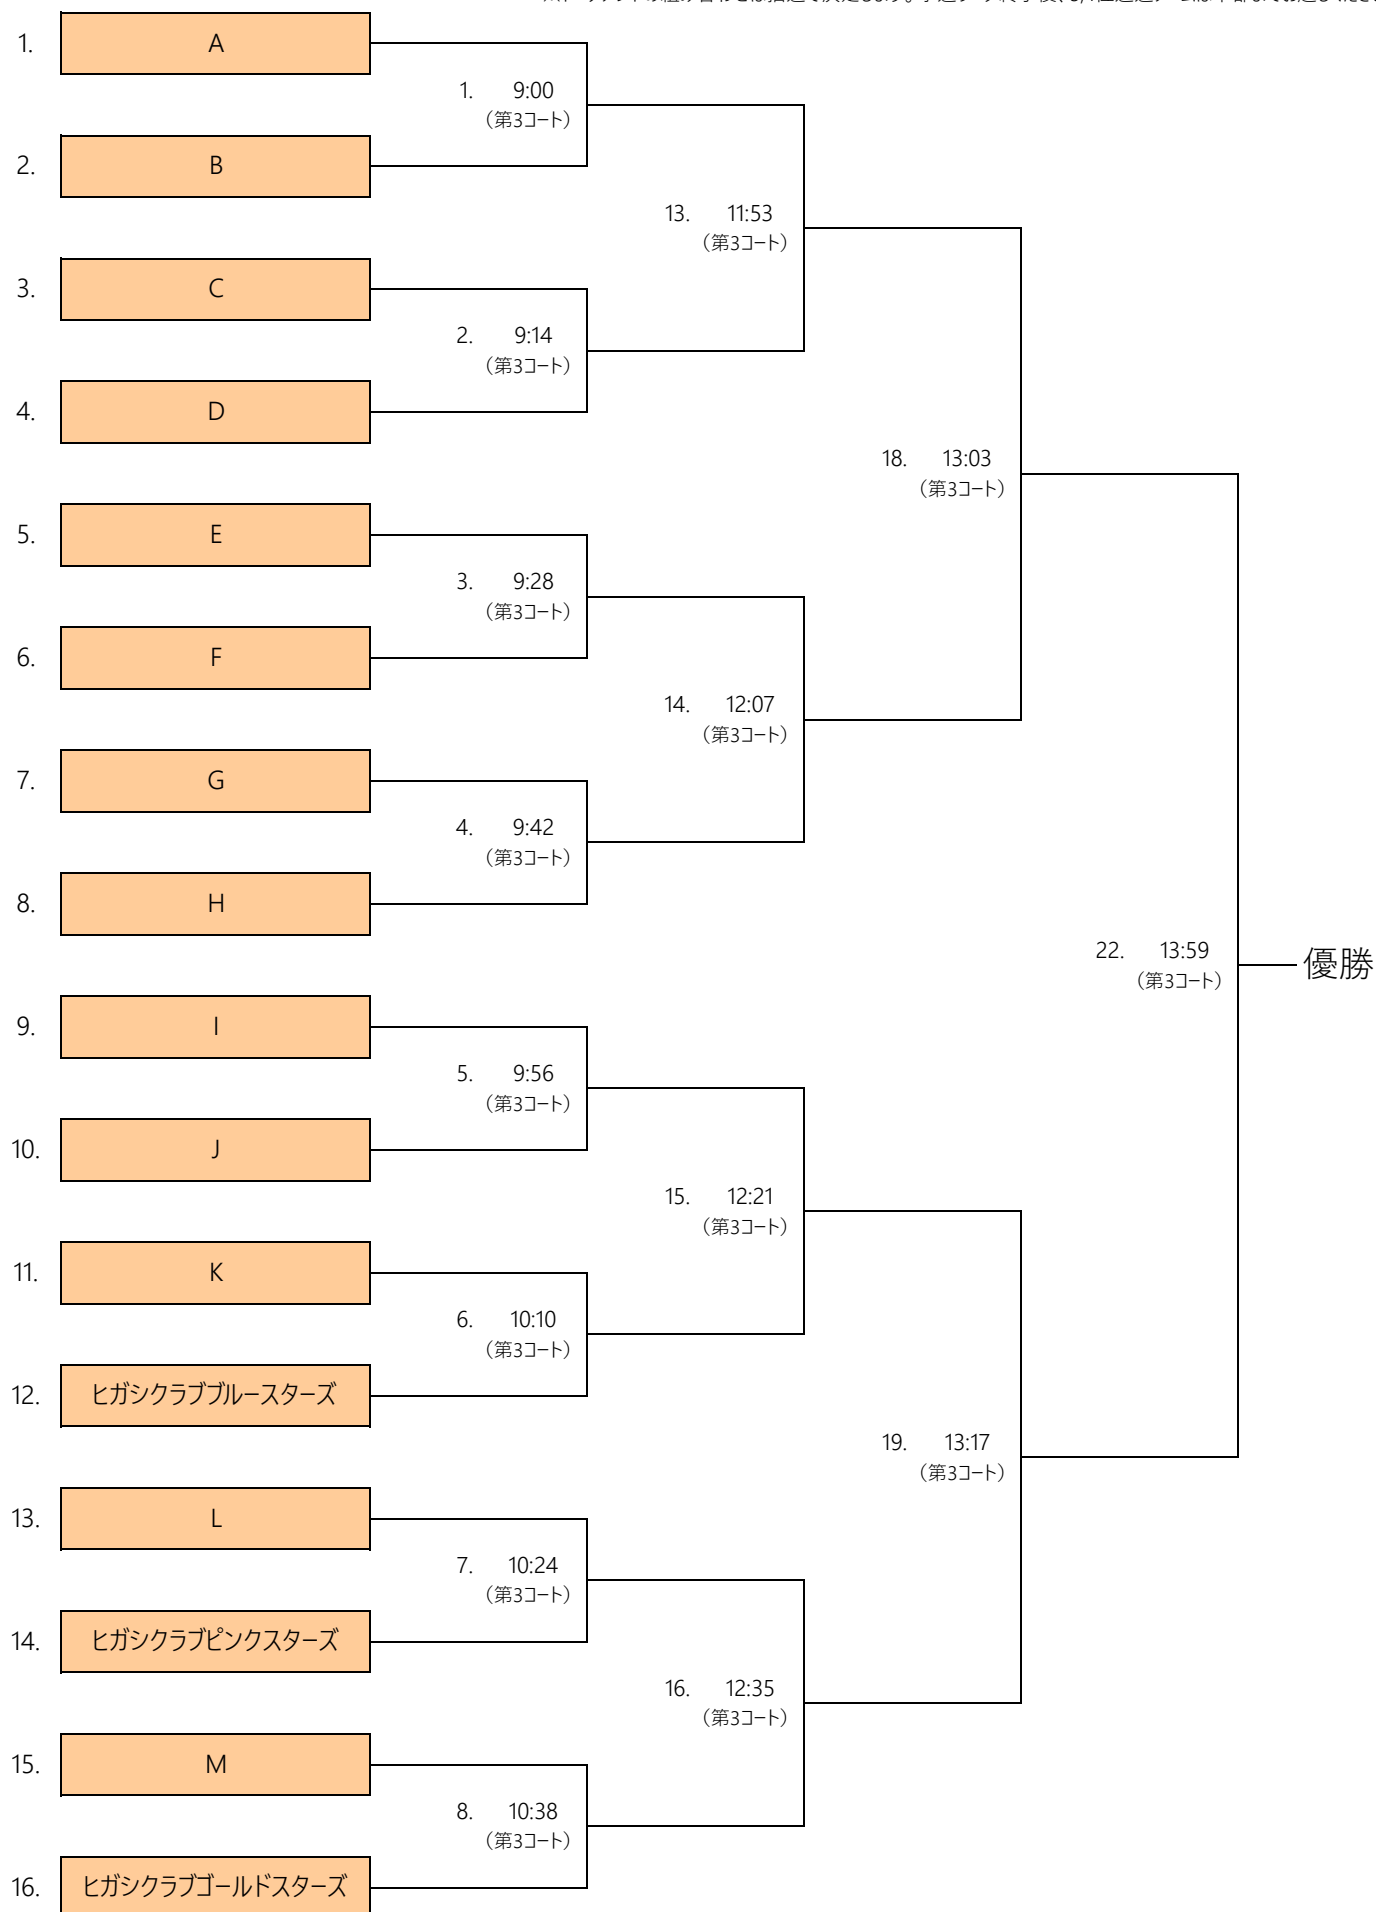 1.
A
1. 9:00
（第3コート）
2.
B
13. 11:53
（第3コート）
3.
C
2. 9:14
（第3コート）
4.
D
18. 13:03
（第3コート）
5.
E
3. 9:28
（第3コート）
6.
F
14. 12:07
（第3コート）
7.
G
4. 9:42
（第3コート）
8.
H
22. 13:59
（第3コート）
優勝
9.
I
5. 9:56
（第3コート）
10.
J
15. 12:21
（第3コート）
11.
K
6. 10:10
（第3コート）
12.
ヒガシクラブブルースターズ
19. 13:17
（第3コート）
13.
L
7. 10:24
（第3コート）
14.
ヒガシクラブピンクスターズ
16. 12:35
（第3コート）
15.
M
8. 10:38
（第3コート）
16.
ヒガシクラブゴールドスターズ